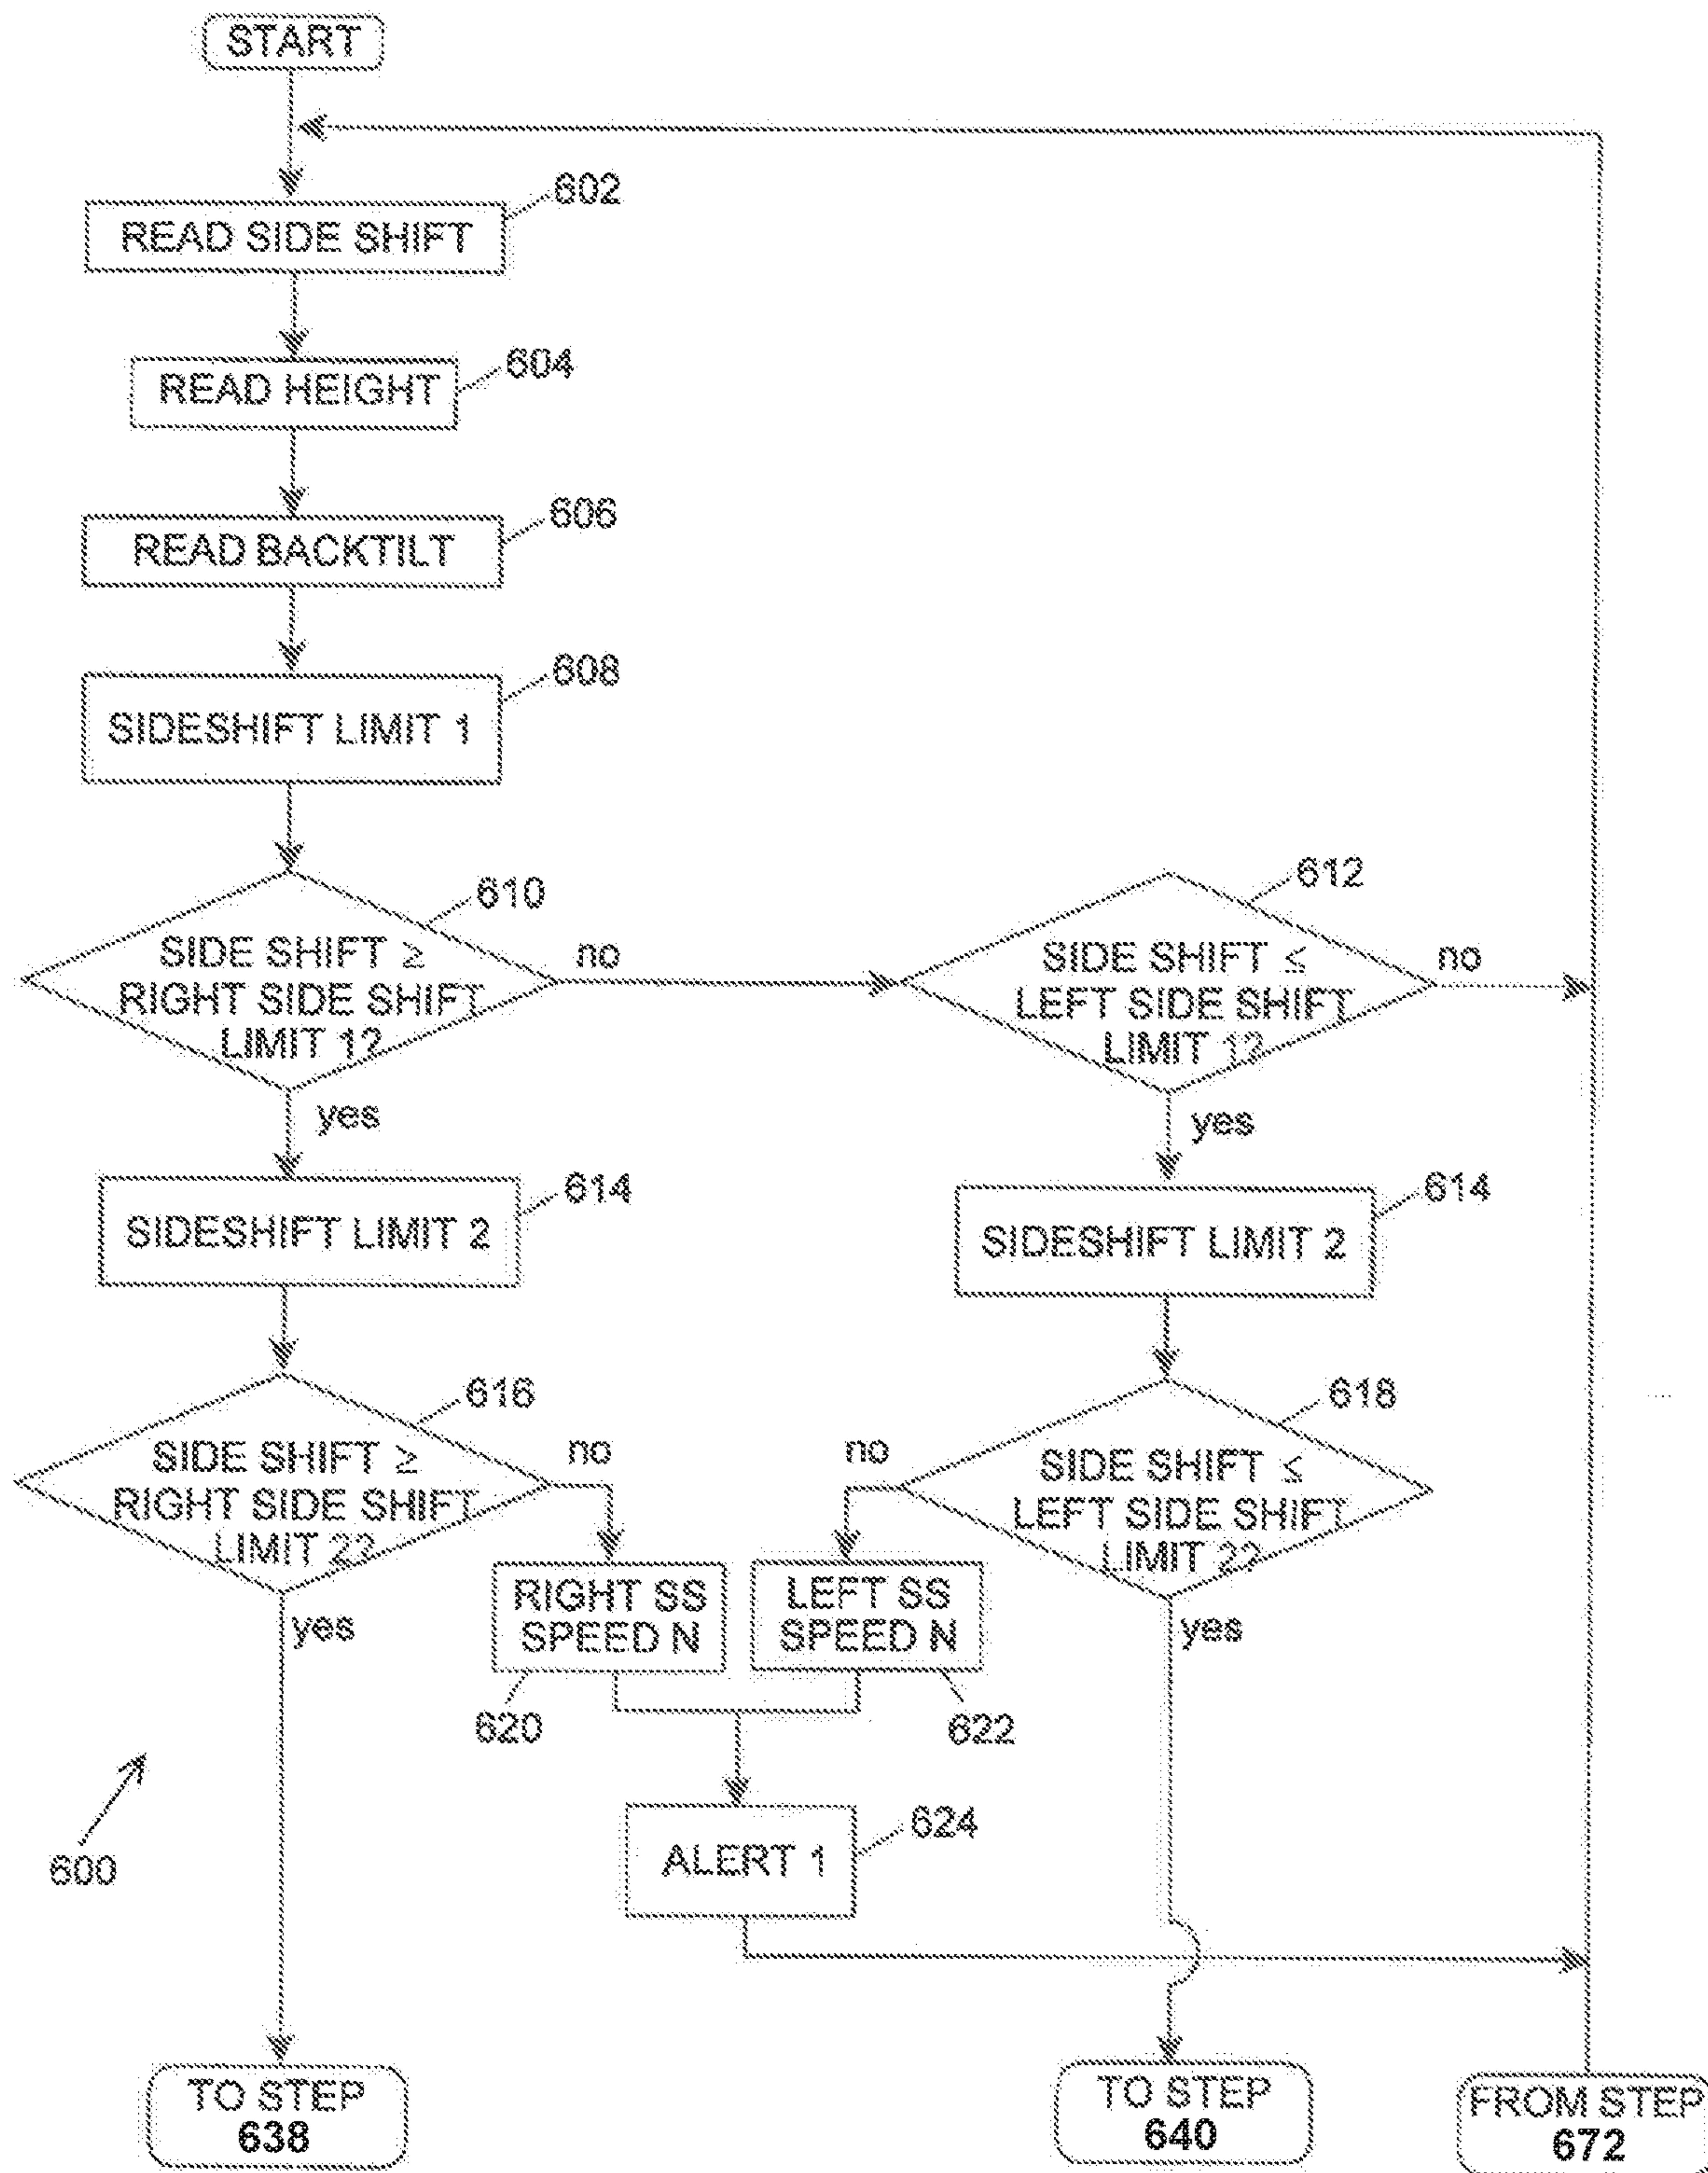 START
602
READ SIDE SHIFT
604
READ HEIGHT
606
READ BACKTILT
608
SIDESHIFT LIMIT 1
610
SIDE SHIFT ≥
RIGHT SIDE SHIFT
LIMIT 1?
no
yes
612
SIDE SHIFT ≤
LEFT SIDE SHIFT
LIMIT 1?
no
yes
614
SIDESHIFT LIMIT 2
614
SIDESHIFT LIMIT 2
616
SIDE SHIFT ≥
RIGHT SIDE SHIFT
LIMIT 2?
no
yes
618
SIDE SHIFT ≤
LEFT SIDE SHIFT
LIMIT 2?
no
yes
RIGHT SS
SPEED N
620
LEFT SS
SPEED N
622
624
ALERT 1
600
TO STEP
638
TO STEP
640
FROM STEP
672